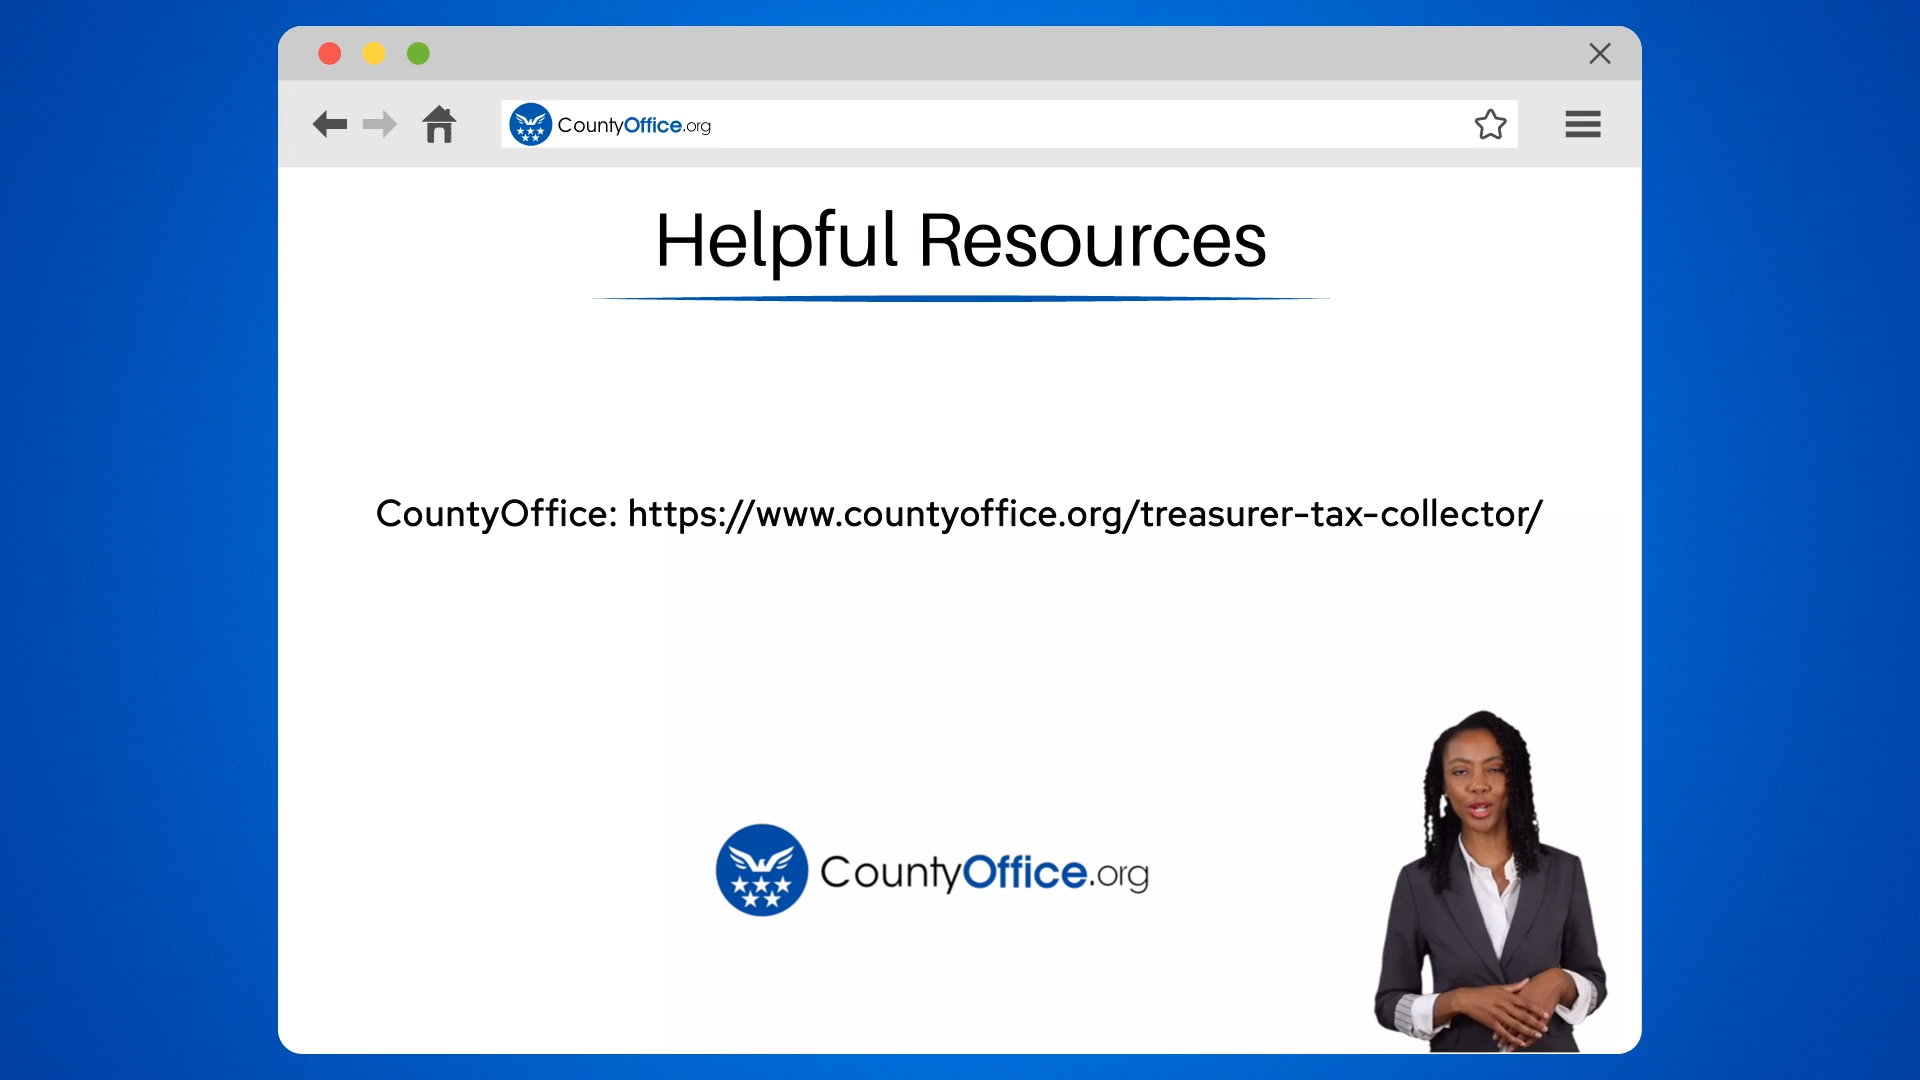 CountyOffice.org
Helpful Resources
CountyOffice: https://www.countyoffice.org/treasurer-tax-collector/
CountyOffice.org